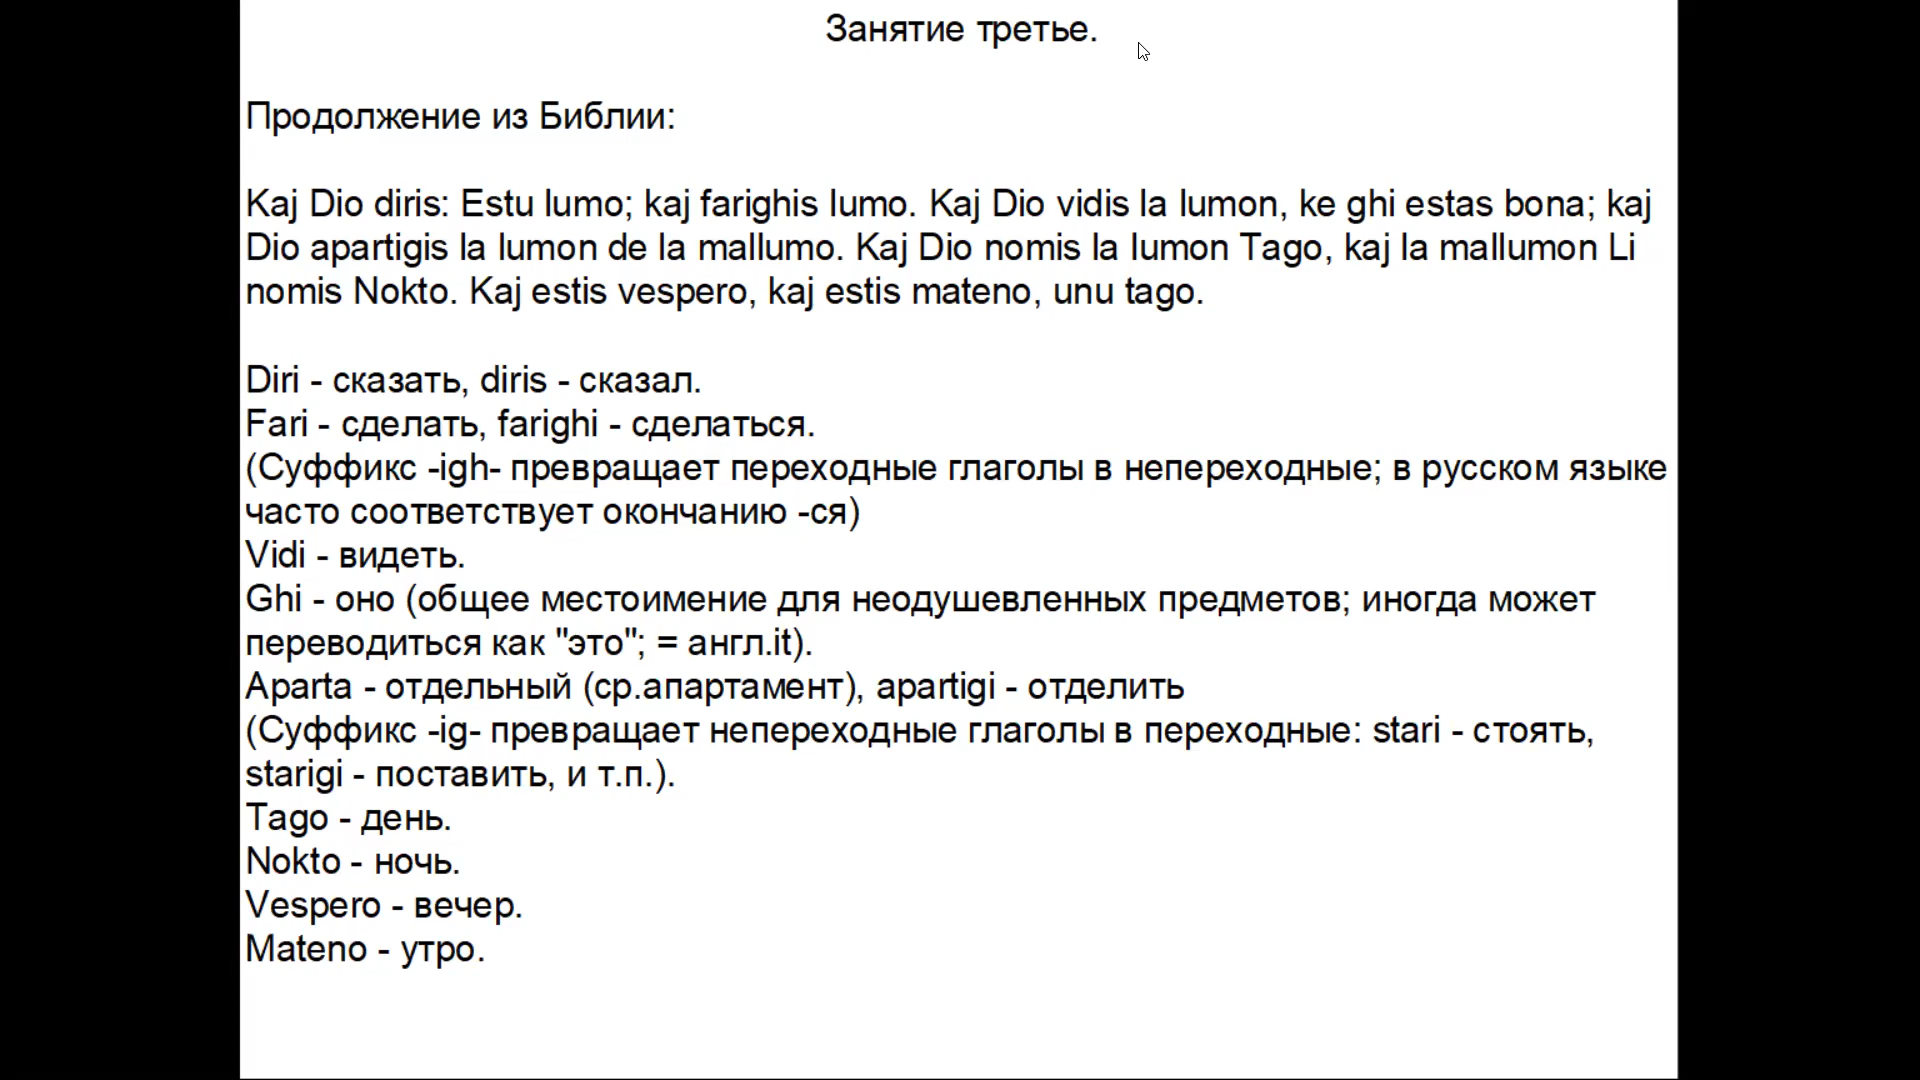 Занятие третье.
Продолжение из Библии:
Kaj Dio diris: Estu lumo; kaj farighis lumo. Kaj Dio vidis la lumon, ke ghi estas bona; kaj
Dio apartigis la lumon de la mallumo. Kaj Dio nomis la lumon Tago, kaj la mallumon Li
nomis Nokto. Kaj estis vespero, kaj estis mateno, unu tago.
Diri - сказать, diris - сказал.
Fari - сделать, farighi - сделаться.
(Суффикс -igh- превращает переходные глаголы в непереходные; в русском языке
часто соответствует окончанию -ся)
Vidi - видеть.
Ghi - оно (общее местоимение для неодушевленных предметов; иногда может
переводиться как "это"; = англ.it).
Aparta - отдельный (ср.апартамент), apartigi - отделить
(Суффикс -ig- превращает непереходные глаголы в переходные: stari - стоять,
starigi - поставить, и т.п.).
Tago - день.
Nokto - ночь.
Vespero - вечер.
Mateno - утро.